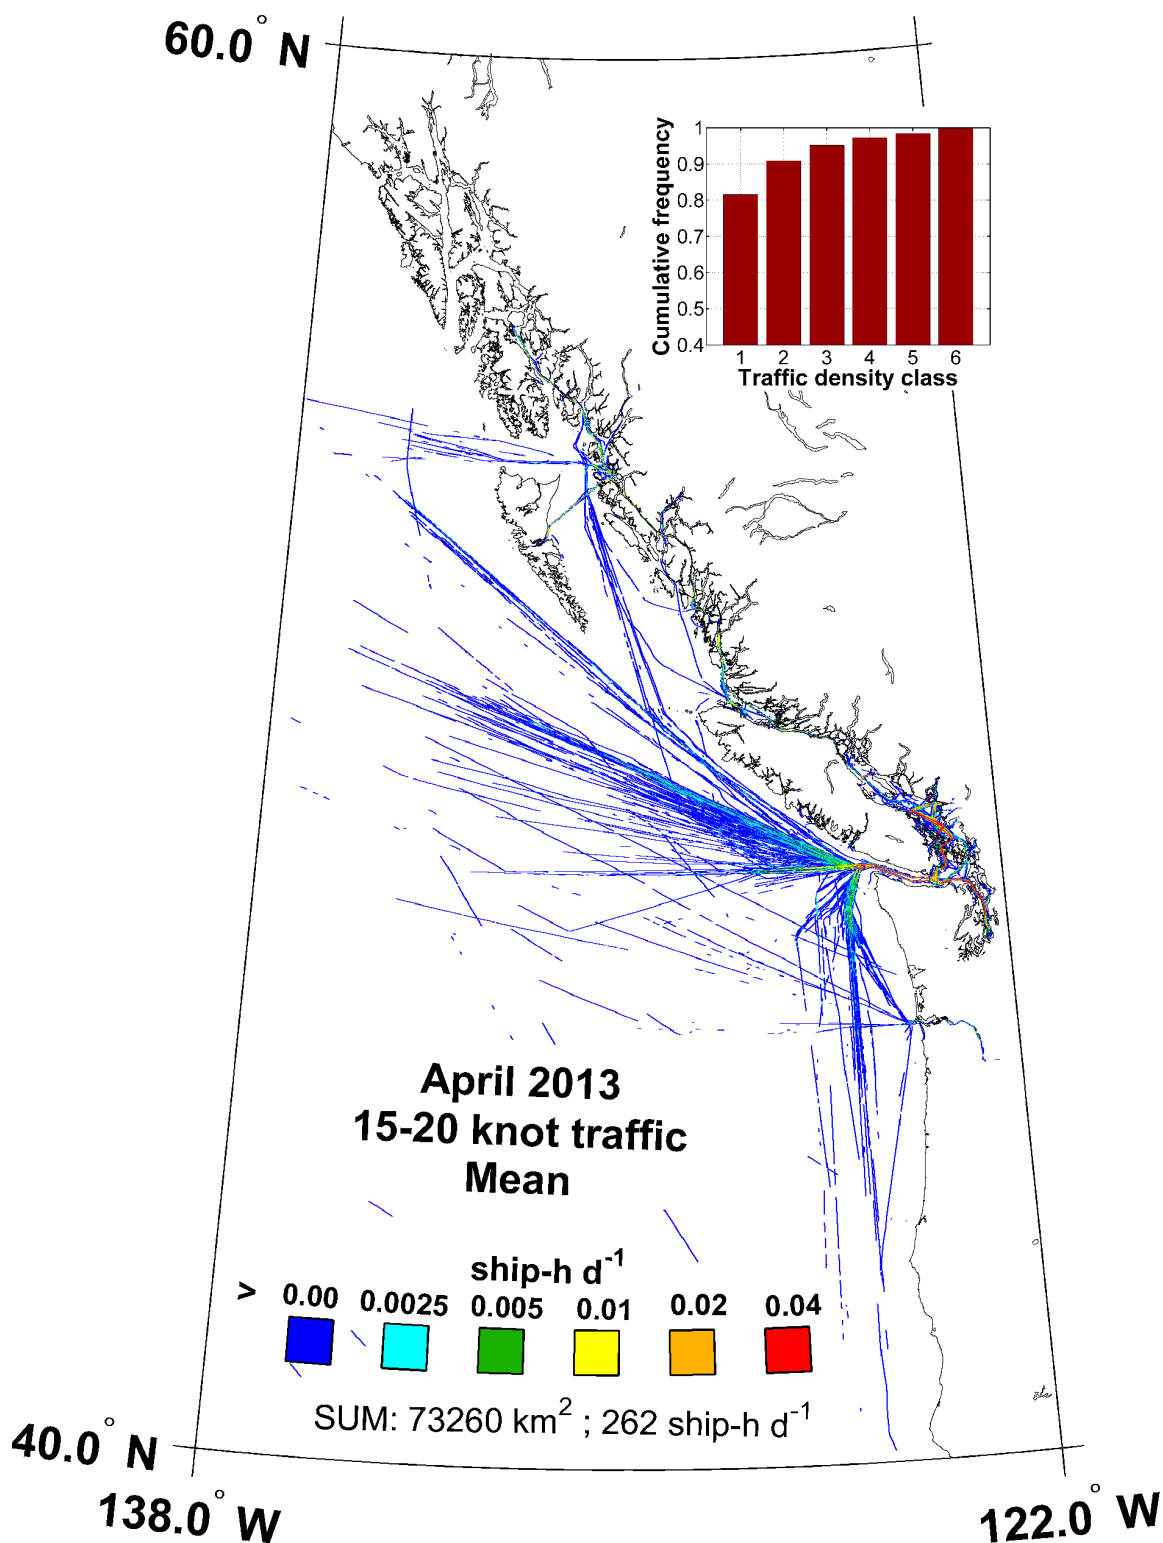 60.0° N
Cumulative frequency
1
0.9
0.8
0.7
0.6
0.5
0.4
1 2 3 4 5 6
Traffic density class
April 2013
15-20 knot traffic
Mean
ship-h d⁻¹
> 0.00 0.0025 0.005 0.01 0.02 0.04
SUM: 73260 km² ; 262 ship-h d⁻¹
40.0° N
138.0° W
122.0° W